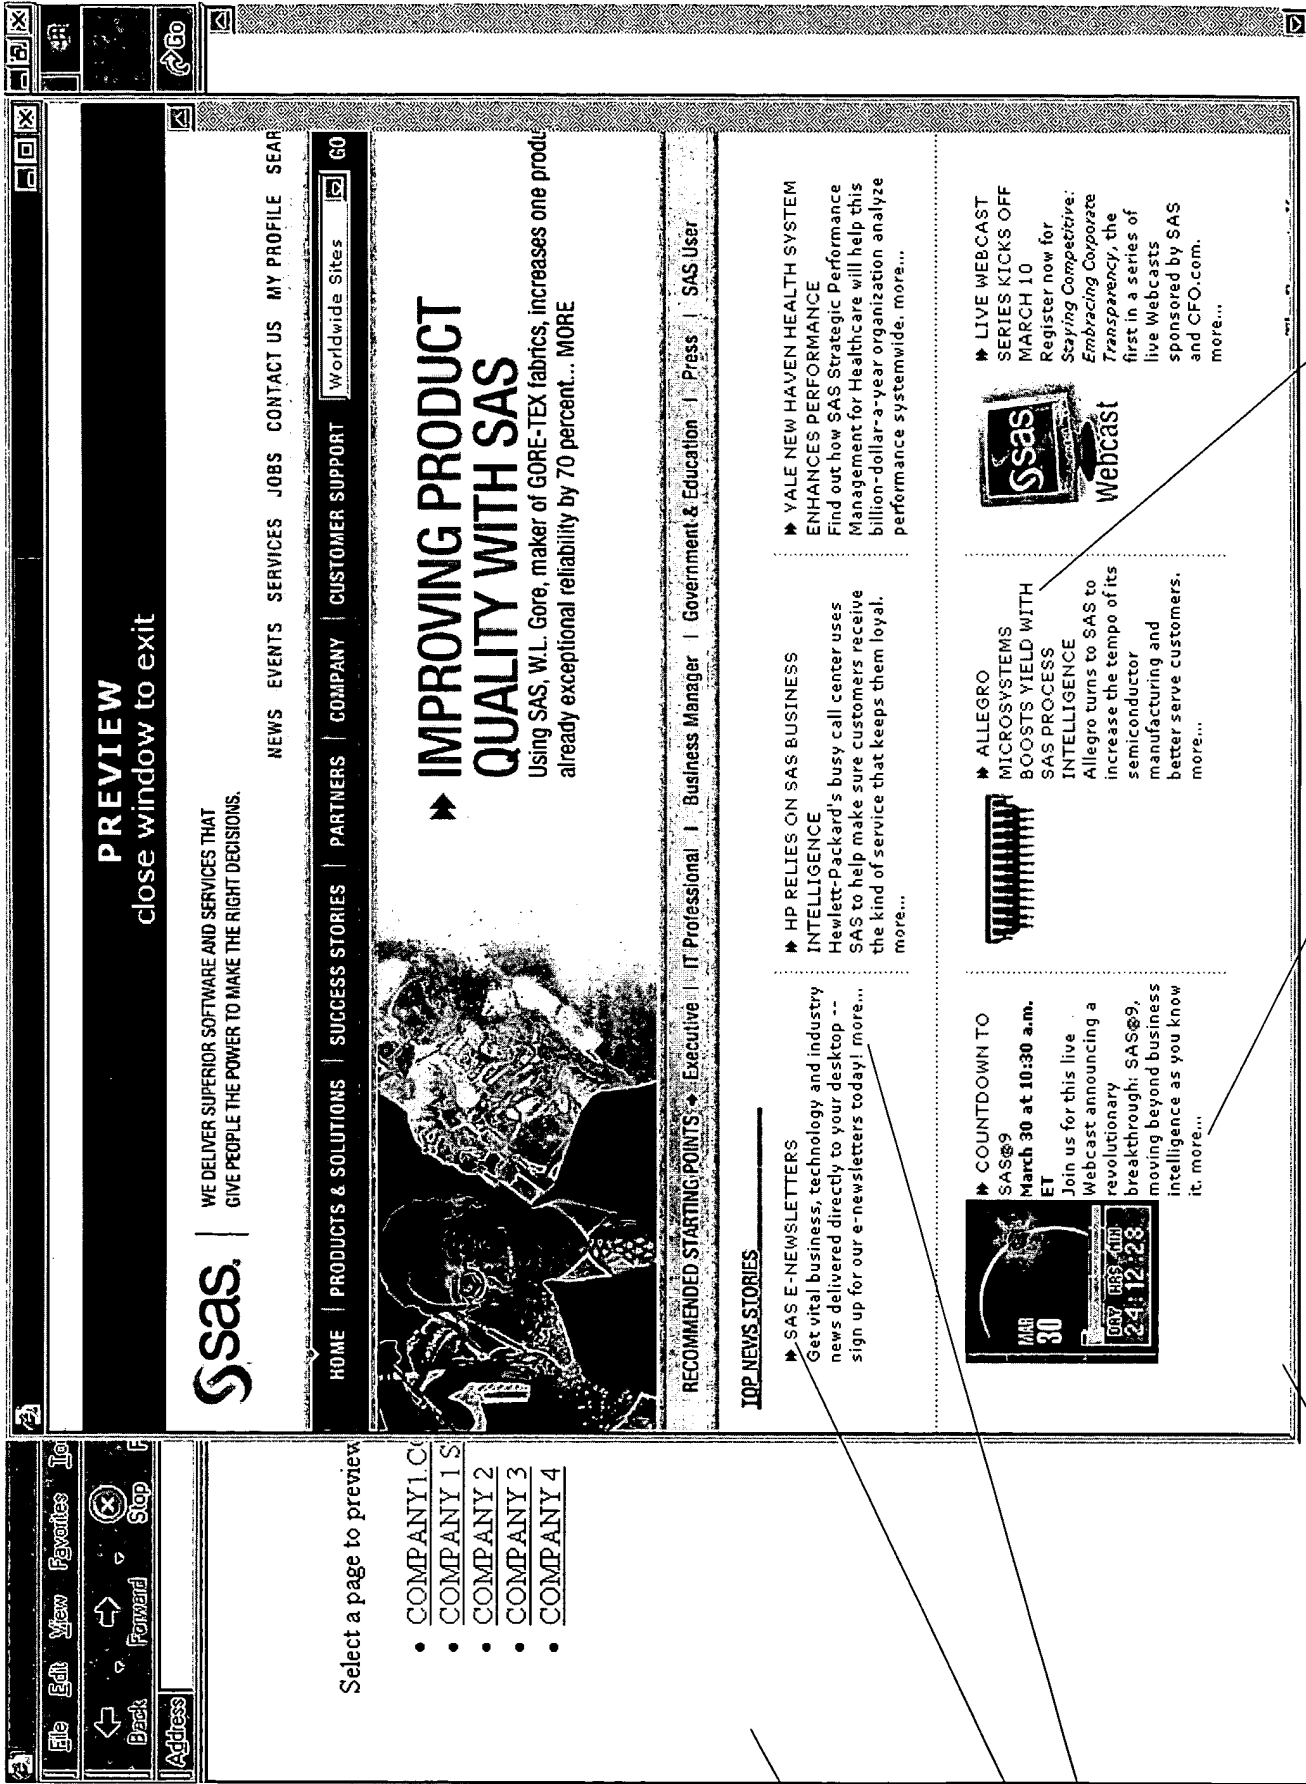 File Edit View Favorites
Back Forward Stop
Address
Go
Select a page to preview
• COMPANY 1
• COMPANY 1 S
• COMPANY 2
• COMPANY 3
• COMPANY 4
PREVIEW
close window to exit
sas.
WE DELIVER SUPERIOR SOFTWARE AND SERVICES THAT
GIVE PEOPLE THE POWER TO MAKE THE RIGHT DECISIONS.
NEWS EVENTS SERVICES JOBS CONTACT US MY PROFILE SEAR
HOME | PRODUCTS & SOLUTIONS | SUCCESS STORIES | PARTNERS | COMPANY | CUSTOMER SUPPORT Worldwide Sites GO
IMPROVING PRODUCT
QUALITY WITH SAS
Using SAS, W.L. Gore, maker of GORE-TEX fabrics, increases one produ
already exceptional reliability by 70 percent... MORE
RECOMMENDED STARTING POINTS: Executive | IT Professional | Business Manager | Government & Education | Press | SAS User
TOP NEWS STORIES
SAS E-NEWSLETTERS
Get vital business, technology and industry
news delivered directly to your desktop --
sign up for our e-newsletters today! more...
HP RELIES ON SAS BUSINESS
INTELLIGENCE
Hewlett-Packard's busy call center uses
SAS to help make sure customers receive
the kind of service that keeps them loyal.
more...
YALE NEW HAVEN HEALTH SYSTEM
ENHANCES PERFORMANCE
Find out how SAS Strategic Performance
Management for Healthcare will help this
billion-dollar-a-year organization analyze
performance systemwide. more...
MAR
30
DAY HRS MIN
24:12:28
COUNTDOWN TO
SAS®9
March 30 at 10:30 a.m.
ET
Join us for this live
Webcast announcing a
revolutionary
breakthrough: SAS®9,
moving beyond business
intelligence as you know
it. more...
ALLEGRO
MICROSYSTEMS
BOOSTS YIELD WITH
SAS PROCESS
INTELLIGENCE
Allegro turns to SAS to
increase the tempo of its
semiconductor
manufacturing and
better serve customers.
more...
sas
Webcast
LIVE WEBCAST
SERIES KICKS OFF
MARCH 10
Register now for
Staying Competitive:
Embracing Corporate
Transparency, the
first in a series of
live Webcasts
sponsored by SAS
and CFO.com.
more...